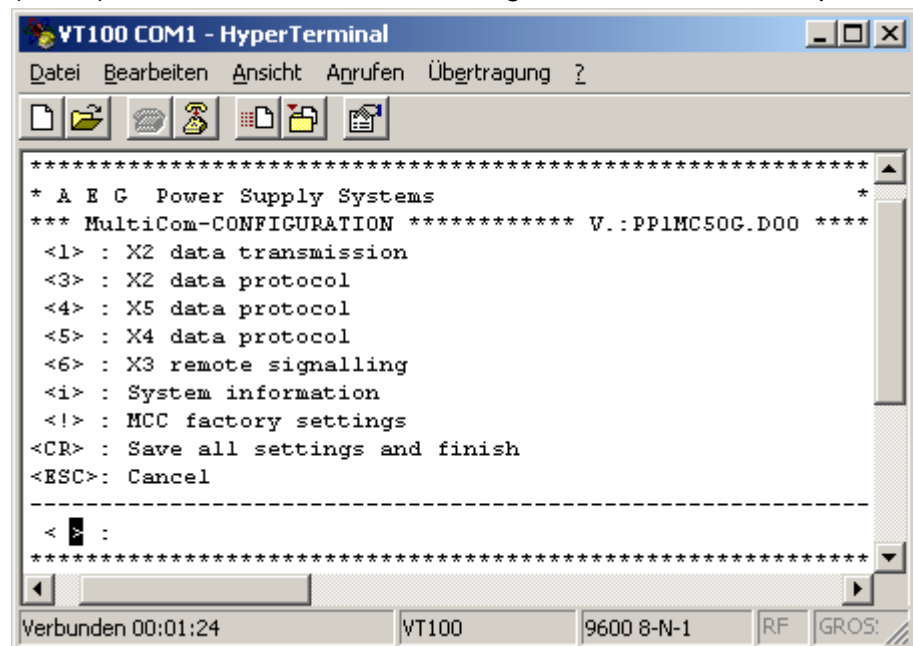 VT100 COM1 - HyperTerminal
Datei Bearbeiten Ansicht Anrufen Übertragung ?
************************************************************
* A E G Power Supply Systems *
*** MultiCom-CONFIGURATION ************ V.:PP1MC50G.D00 ****
<1> : X2 data transmission
<3> : X2 data protocol
<4> : X5 data protocol
<5> : X4 data protocol
<6> : X3 remote signalling
<i> : System information
<!> : MCC factory settings
<CR> : Save all settings and finish
<ESC>: Cancel
------------------------------------------------------------
< > :
************************************************************
Verbunden 00:01:24 VT100 9600 8-N-1 RF GROS: